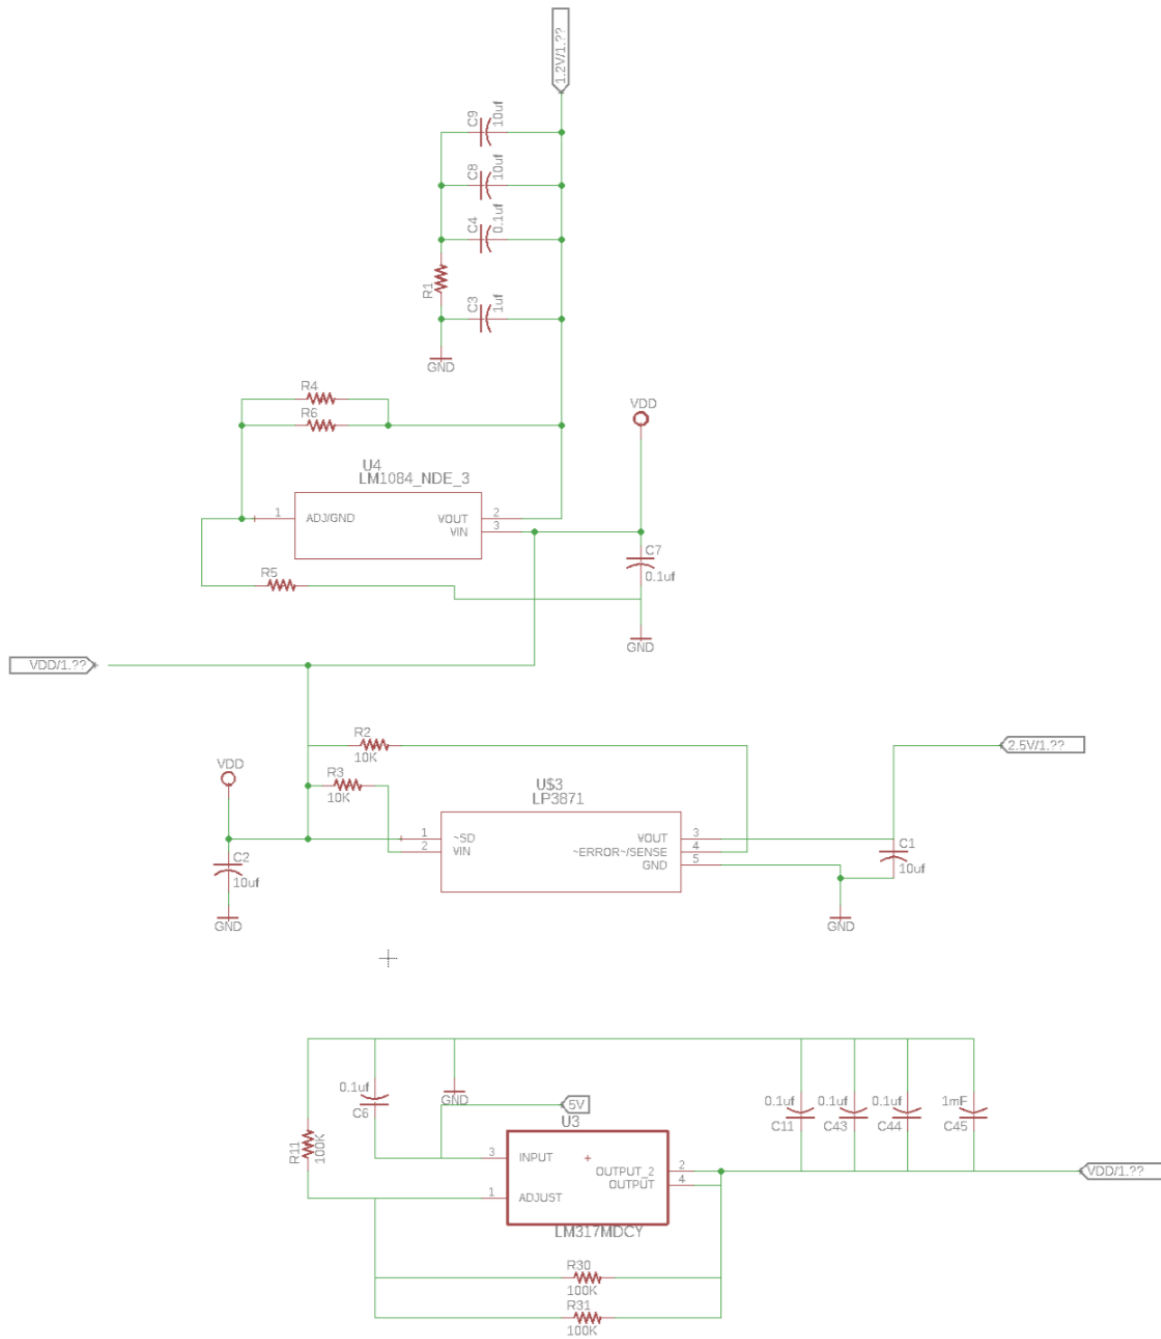 1.2V/1.??
C9
10uf
C8
10uf
C4
0.1uf
R1
C3
1uf
GND
R4
R6
VDD
U4
LM1084_NDE_3
1
ADJ/GND
VOUT
2
VIN
3
C7
0.1uf
R5
GND
VDD/1.??
R2
10K
2.5V/1.??
VDD
R3
10K
U$3
LP3871
1
~SD
VOUT
3
2
VIN
~ERROR~/SENSE
4
GND
5
C2
10uf
C1
10uf
GND
GND
0.1uf
C6
GND
5V
U3
R11
100K
3
INPUT
OUTPUT_2
2
OUTPUT
4
1
ADJUST
LM317MDCY
0.1uf
C11
0.1uf
C43
0.1uf
C44
1mF
C45
VDD/1.??
R30
100K
R31
100K